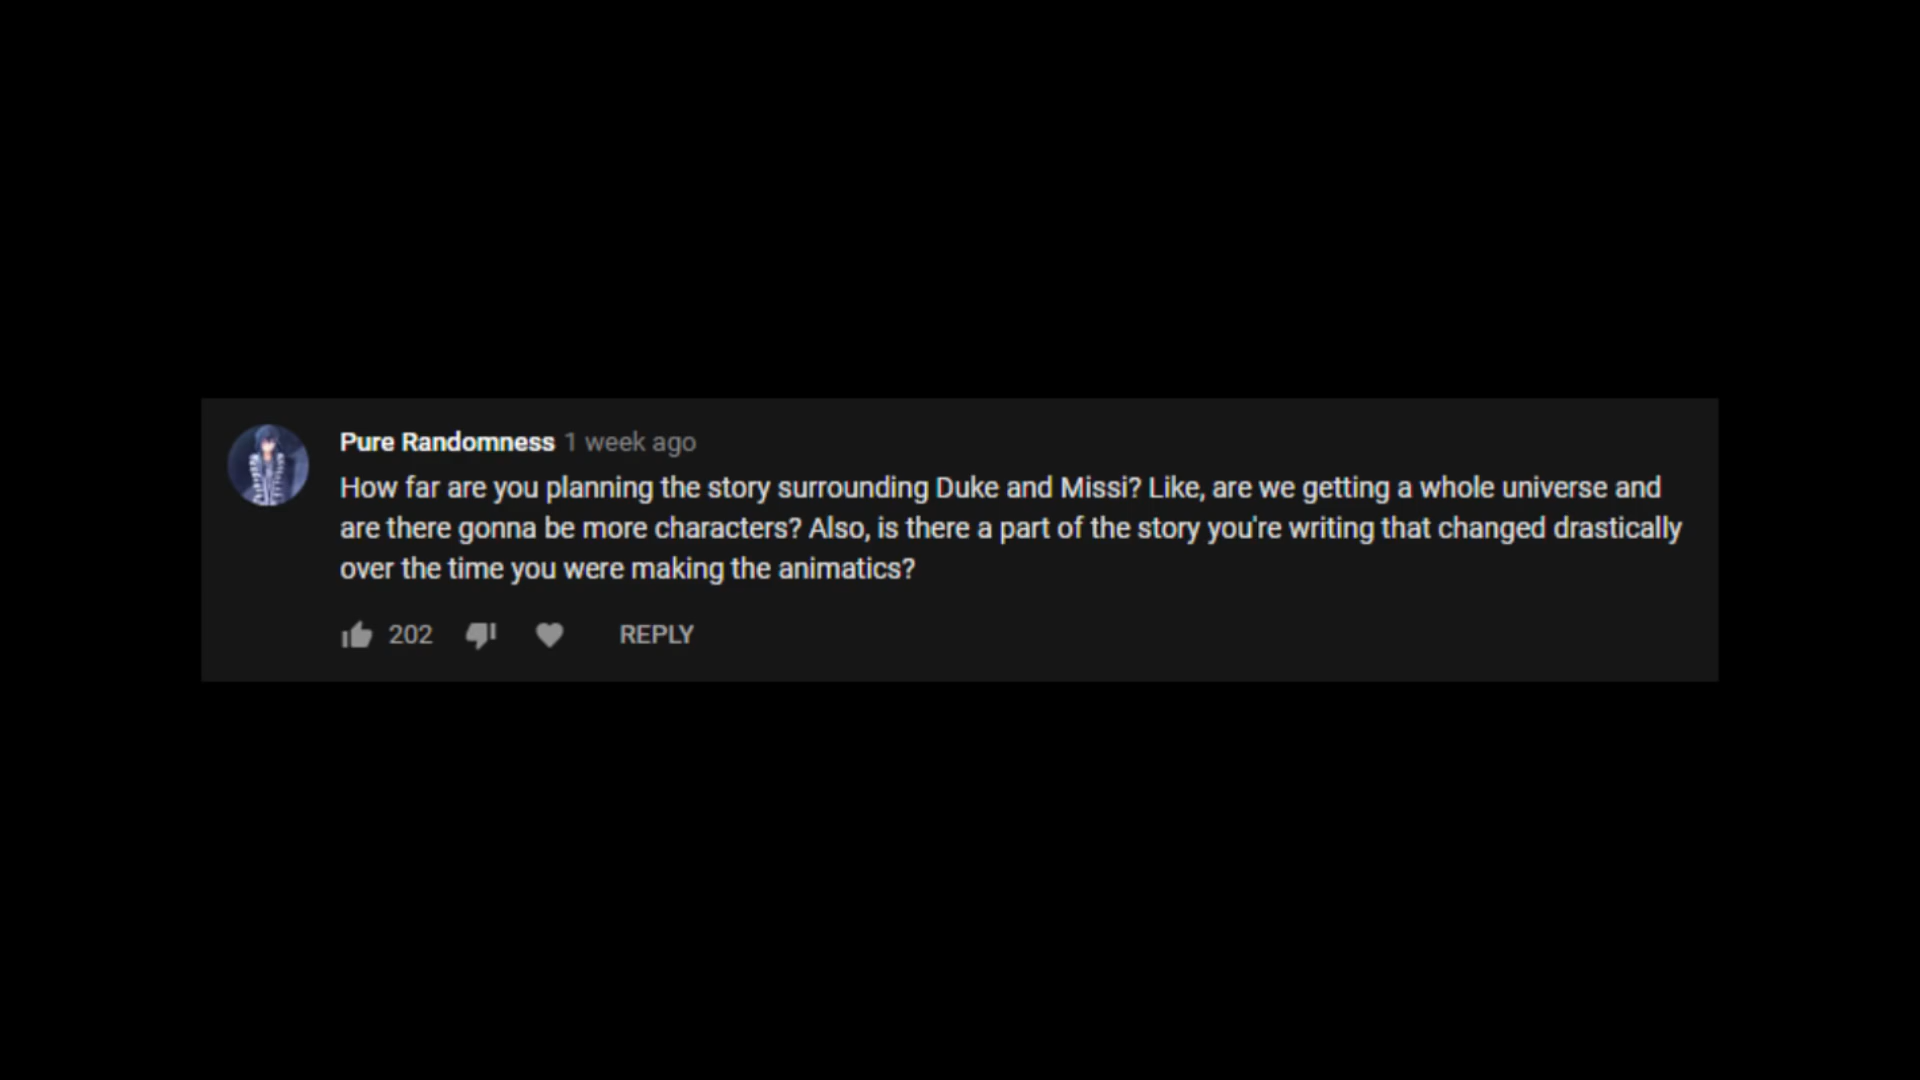 Pure Randomness 1 week ago
How far are you planning the story surrounding Duke and Missi? Like, are we getting a whole universe and
are there gonna be more characters? Also, is there a part of the story you're writing that changed drastically
over the time you were making the animatics?
202 REPLY